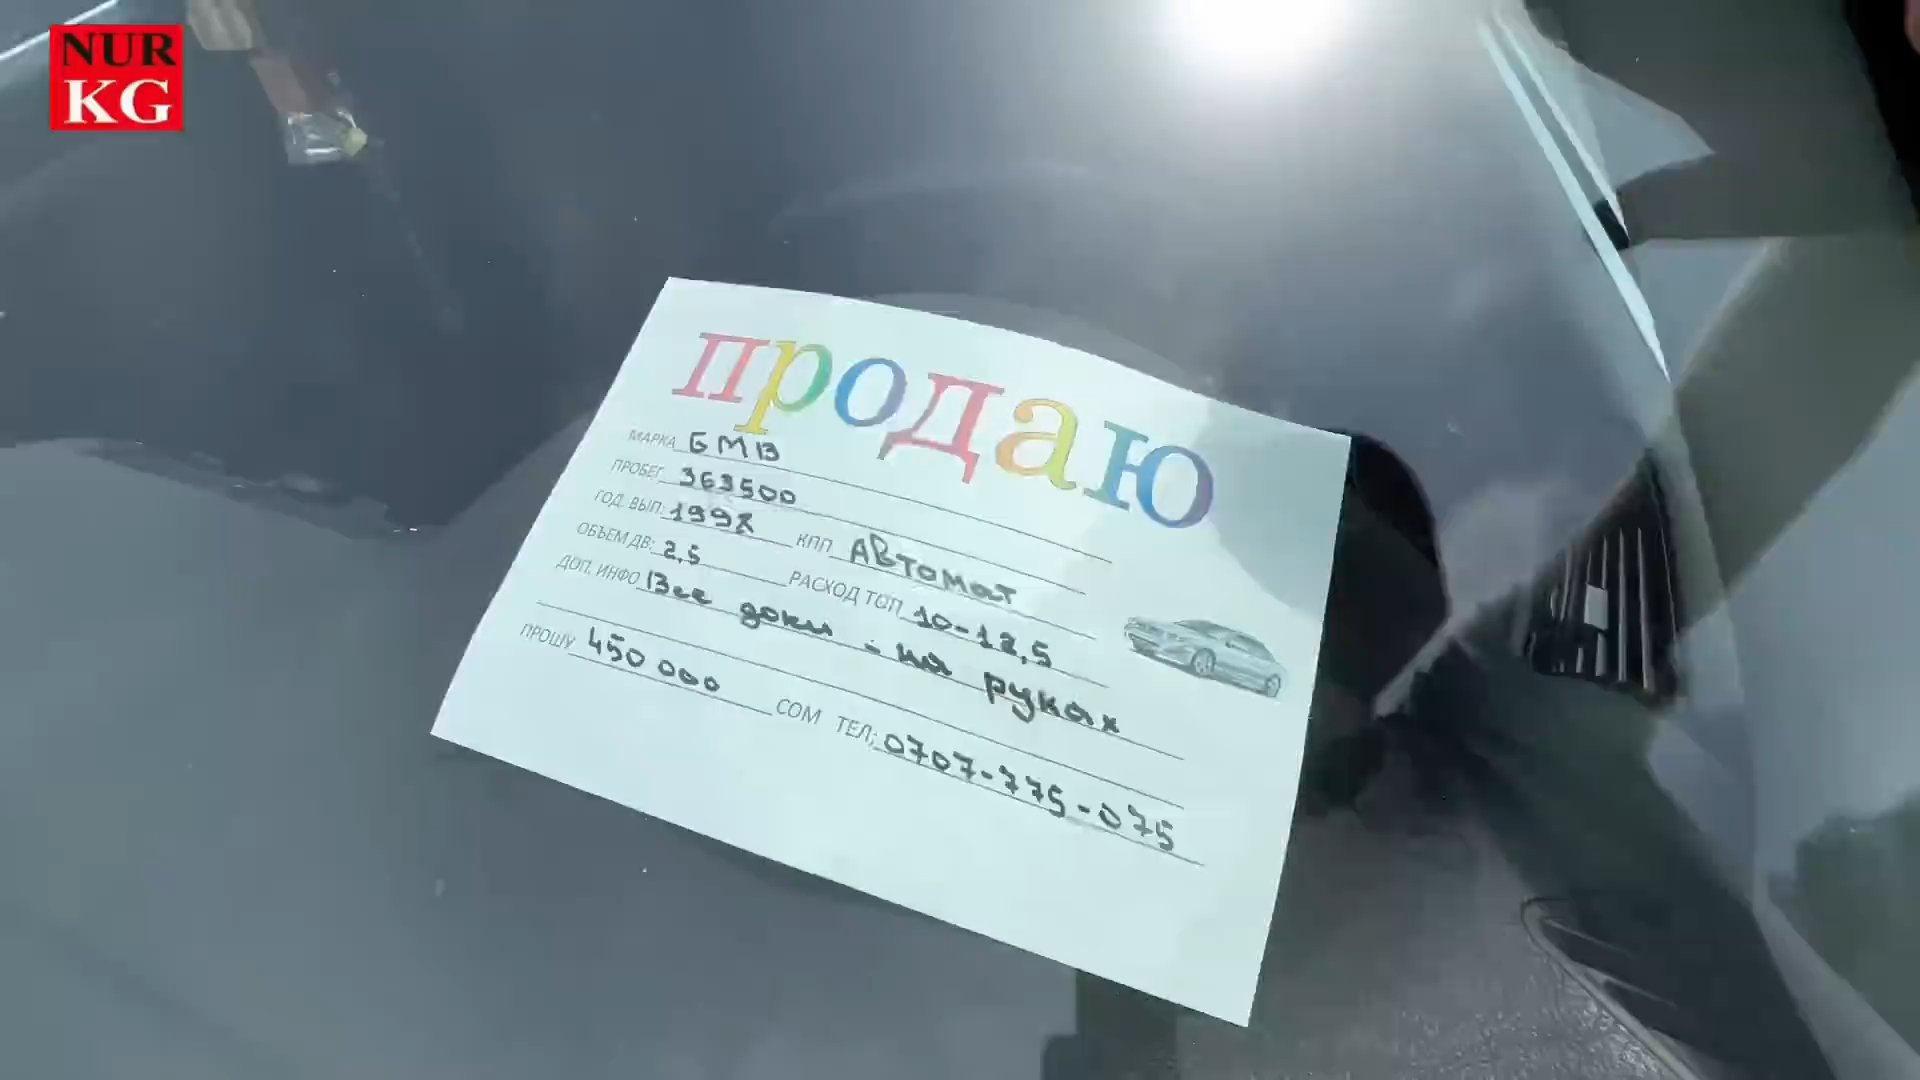 NUR
KG
продаю
МАРКА БМВ
ПРОБЕГ 363500
ГОД. ВЫП: КПП Автомат
ОБЪЕМ ДВ: 2,5 РАСХОД ТОП 10-12,5
ДОП. ИНФО Все доки - на руках
ПРОШУ 450 000 СОМ ТЕЛ; 0707-775-075